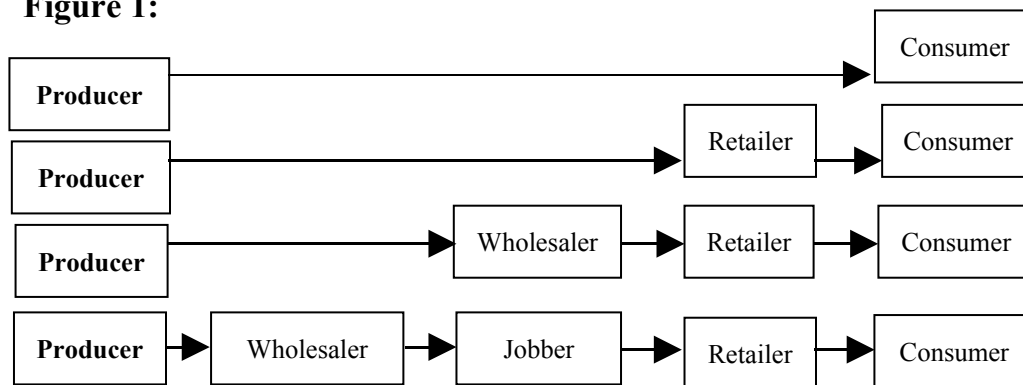 Figure 1:
Producer Consumer
Producer Retailer Consumer
Producer Wholesaler Retailer Consumer
Producer Wholesaler Jobber Retailer Consumer